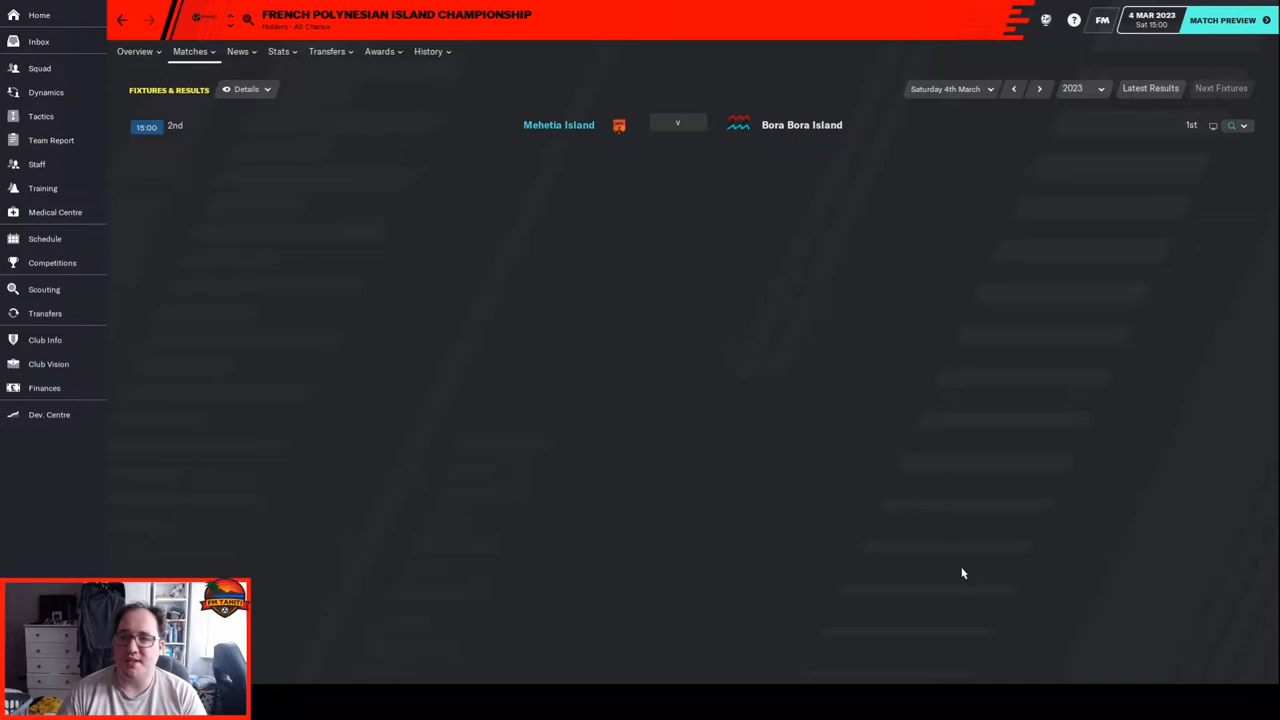 FRENCH POLYNESIAN ISLAND CHAMPIONSHIP
Holders: AS Chance
? FM 4 MAR 2023 Sat 15:00 MATCH PREVIEW
Home
Inbox
Squad
Dynamics
Tactics
Team Report
Staff
Training
Medical Centre
Schedule
Competitions
Scouting
Transfers
Club Info
Club Vision
Finances
Dev. Centre
Overview Matches News Stats Transfers Awards History
FIXTURES & RESULTS Details Saturday 4th March < > 2023 Latest Results Next Fixtures
15:00 2nd Mehetia Island v Bora Bora Island 1st
FM TAHITI